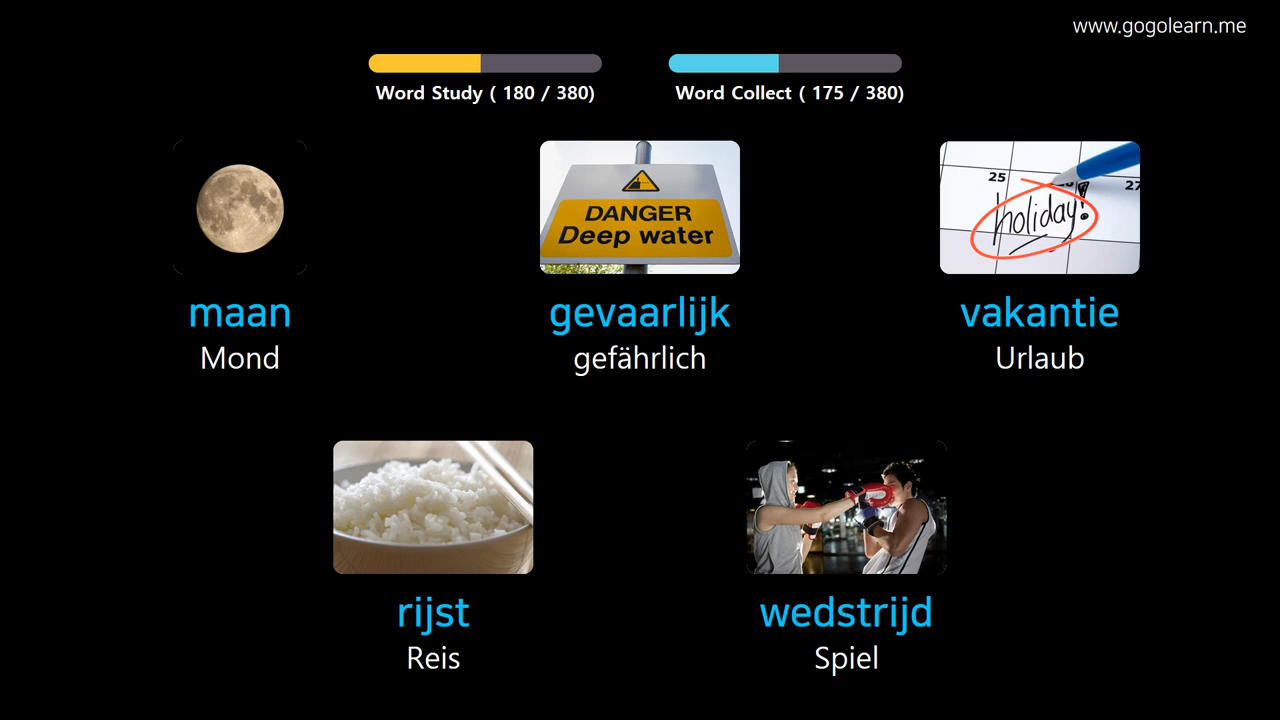 www.gogolearn.me
Word Study ( 180 / 380)
Word Collect ( 175 / 380)
DANGER
Deep water
25
27
holiday!
maan
gevaarlijk
vakantie
Mond
gefährlich
Urlaub
rijst
wedstrijd
Reis
Spiel